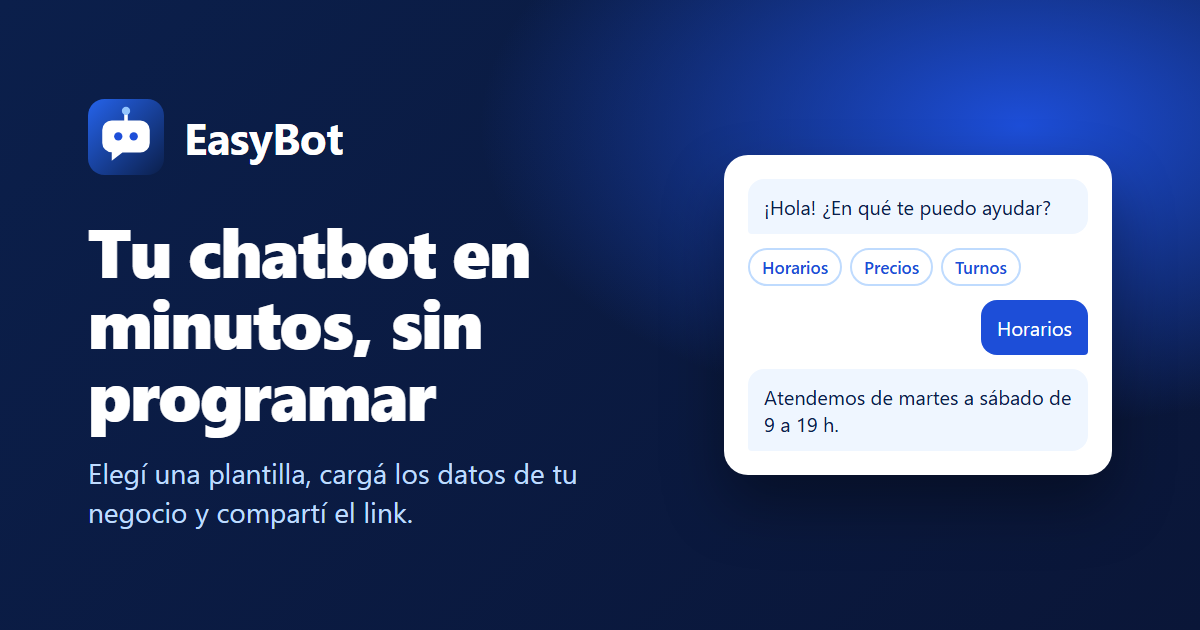 EasyBot
Tu chatbot en
minutos, sin
programar
Elegí una plantilla, cargá los datos de tu
negocio y compartí el link.
¡Hola! ¿En qué te puedo ayudar?
Horarios Precios Turnos
Horarios
Atendemos de martes a sábado de
9 a 19 h.